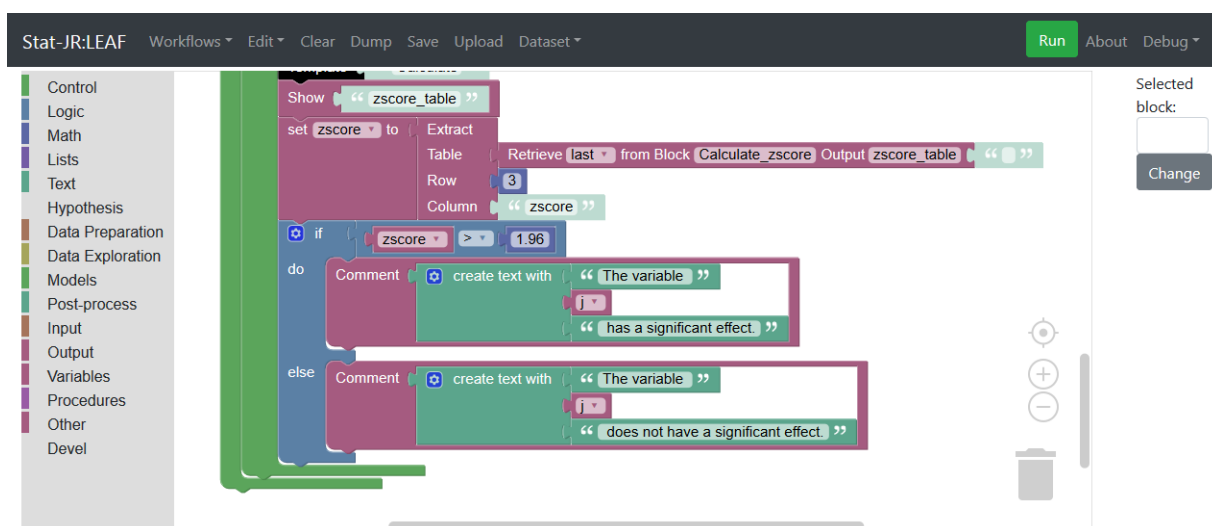 Stat-JR:LEAF Workflows Edit Clear Dump Save Upload Dataset Run About Debug
Control
Logic
Math
Lists
Text
Hypothesis
Data Preparation
Data Exploration
Models
Post-process
Input
Output
Variables
Procedures
Other
Devel
Show “ zscore_table ”
set zscore to Extract
Table Retrieve last from Block Calculate_zscore Output zscore_table “ ”
Row 3
Column “ zscore ”
if zscore > 1.96
do Comment create text with “ The variable ”
j
“ has a significant effect. ”
else Comment create text with “ The variable ”
j
“ does not have a significant effect. ”
Selected
block:
Change